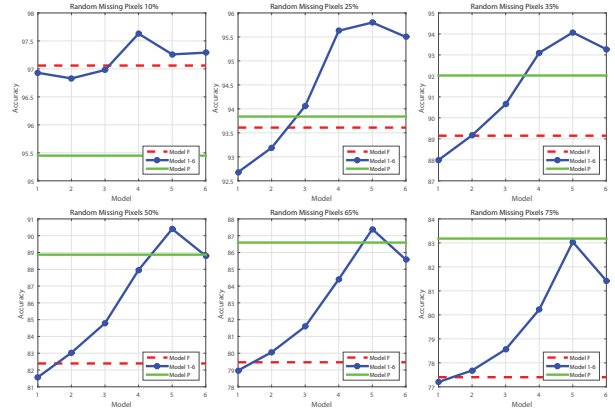 Random Missing Pixels 10%
98
97.5
97
96.5
96
95.5
95
Accuracy
1 2 3 4 5 6
Model
Model F
Model 1-6
Model P
Random Missing Pixels 25%
96
95.5
95
94.5
94
93.5
93
92.5
Accuracy
1 2 3 4 5 6
Model
Model F
Model 1-6
Model P
Random Missing Pixels 35%
95
94
93
92
91
90
89
88
87
Accuracy
1 2 3 4 5 6
Model
Model F
Model 1-6
Model P
Random Missing Pixels 50%
91
90
89
88
87
86
85
84
83
82
81
Accuracy
1 2 3 4 5 6
Model
Model F
Model 1-6
Model P
Random Missing Pixels 65%
88
87
86
85
84
83
82
81
80
79
78
Accuracy
1 2 3 4 5 6
Model
Model F
Model 1-6
Model P
Random Missing Pixels 75%
84
83
82
81
80
79
78
77
Accuracy
1 2 3 4 5 6
Model
Model F
Model 1-6
Model P